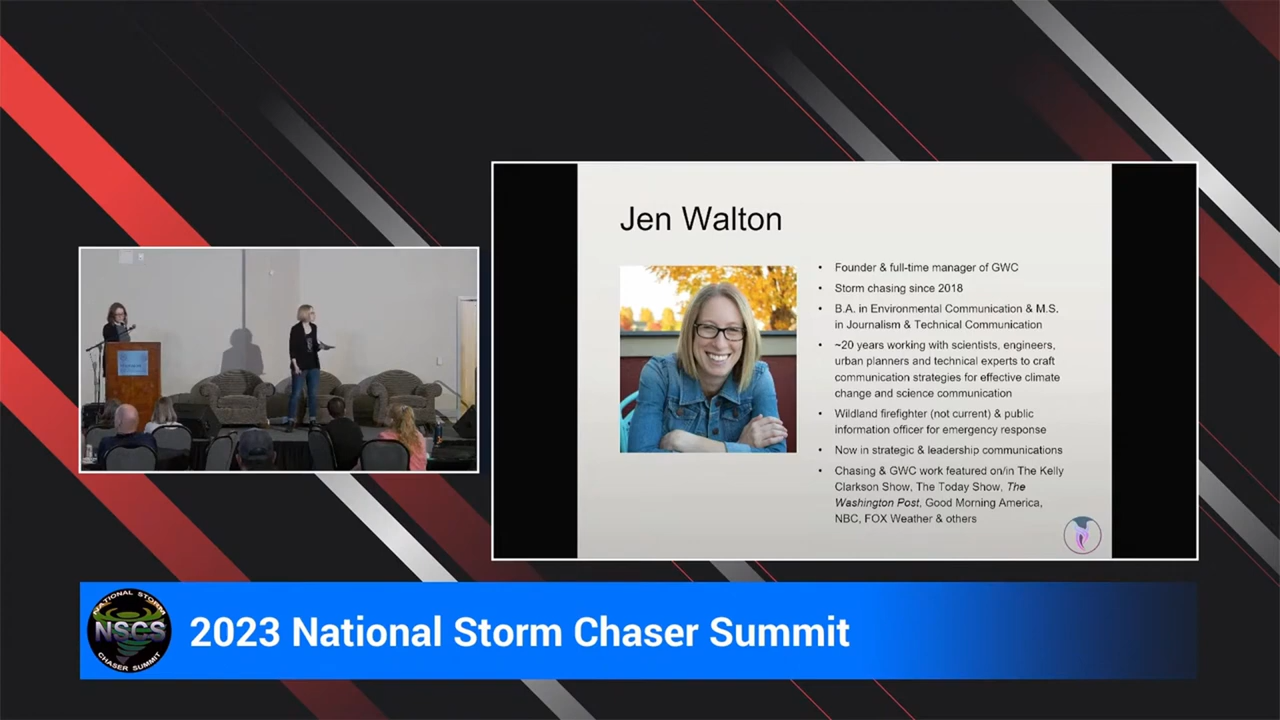 Jen Walton
• Founder & full-time manager of GWC
• Storm chasing since 2018
• B.A. in Environmental Communication & M.S.
in Journalism & Technical Communication
• ~20 years working with scientists, engineers,
urban planners and technical experts to craft
communication strategies for effective climate
change and science communication
• Wildland firefighter (not current) & public
information officer for emergency response
• Now in strategic & leadership communications
• Chasing & GWC work featured on/in The Kelly
Clarkson Show, The Today Show, The
Washington Post, Good Morning America,
NBC, FOX Weather & others
NATIONAL STORM
NSCS
CHASER SUMMIT
2023 National Storm Chaser Summit